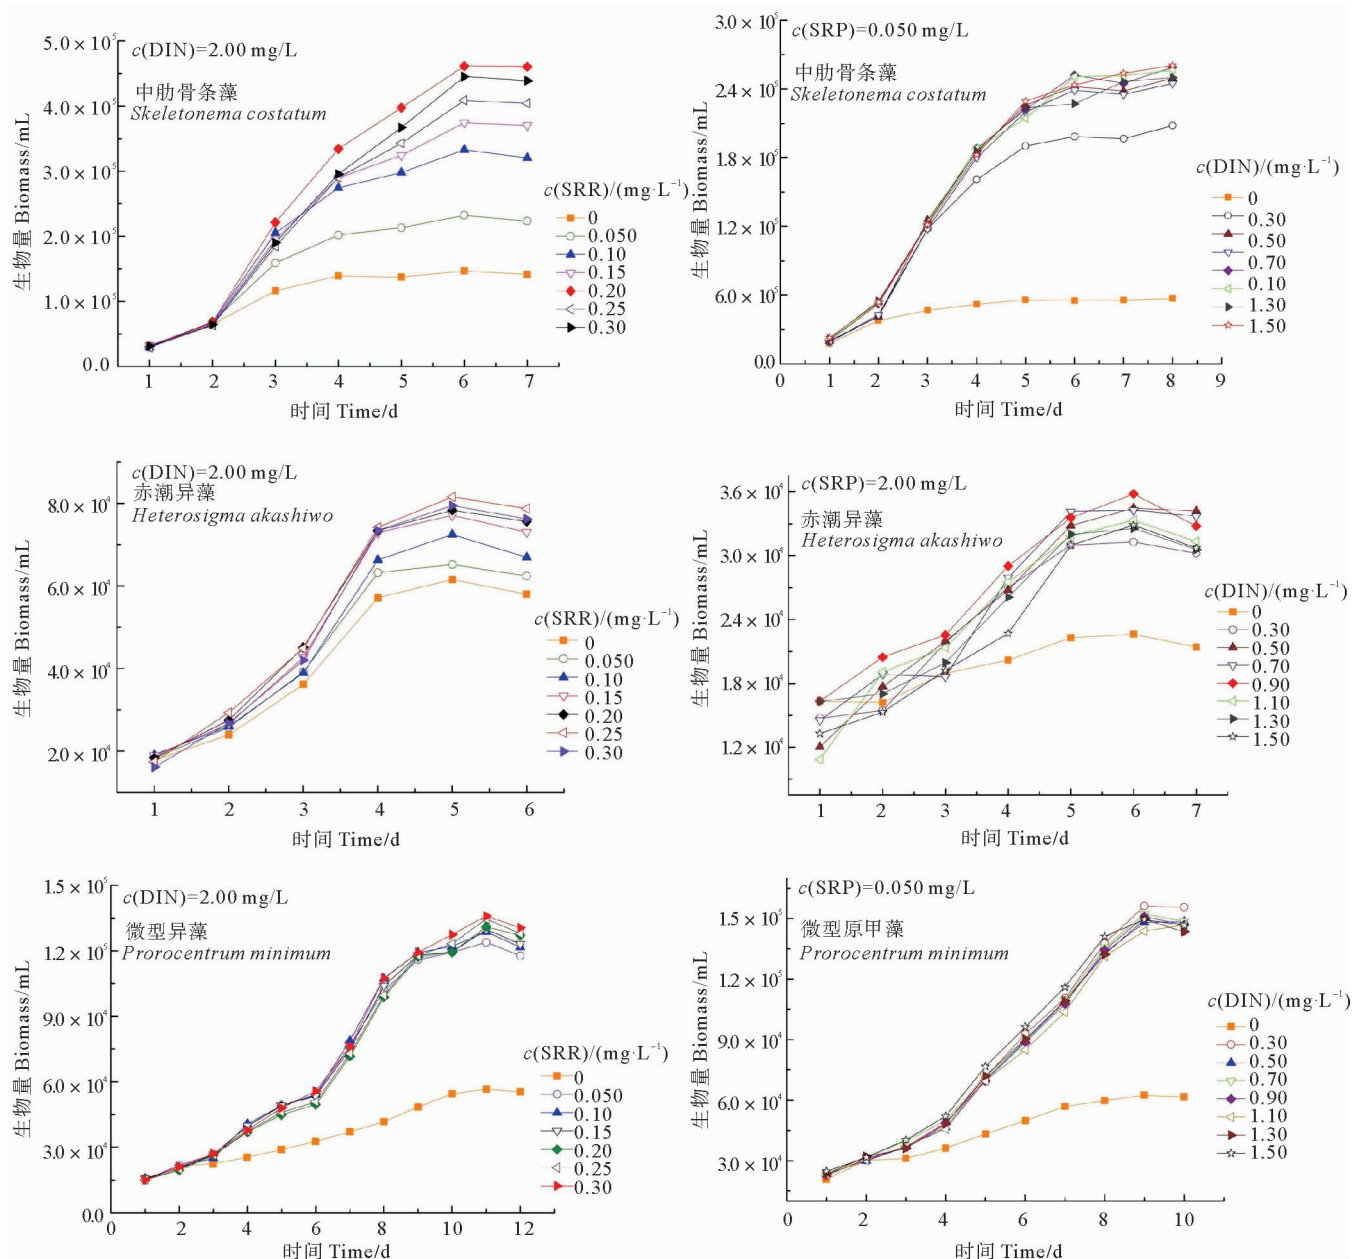 c(DIN)=2.00 mg/L
中肋骨条藻
Skeletonema costatum
生物量 Biomass/mL
5.0 × 10⁵
4.0 × 10⁵
3.0 × 10⁵
2.0 × 10⁵
1.0 × 10⁵
0.0
1 2 3 4 5 6 7
时间 Time/d
c(SRR)/(mg·L⁻¹)
0
0.050
0.10
0.15
0.20
0.25
0.30
c(SRP)=0.050 mg/L
中肋骨条藻
Skeletonema costatum
生物量 Biomass/mL
3.0 × 10⁵
2.4 × 10⁵
1.8 × 10⁵
1.2 × 10⁵
6.0 × 10⁵
0.0
0 1 2 3 4 5 6 7 8 9
时间 Time/d
c(DIN)/(mg·L⁻¹)
0
0.30
0.50
0.70
0.10
1.30
1.50
c(DIN)=2.00 mg/L
赤潮异藻
Heterosigma akashiwo
生物量 Biomass/mL
8.0 × 10⁴
6.0 × 10⁴
40 × 10⁴
20 × 10⁴
1 2 3 4 5 6
时间 Time/d
c(SRR)/(mg·L⁻¹)
0
0.050
0.10
0.15
0.20
0.25
0.30
c(SRP)=2.00 mg/L
赤潮异藻
Heterosigma akashiwo
生物量 Biomass/mL
3.6 × 10⁴
3.0 × 10⁴
2.4 × 10⁴
1.8 × 10⁴
1.2 × 10⁴
1 2 3 4 5 6 7
时间 Time/d
c(DIN)/(mg·L⁻¹)
0
0.30
0.50
0.70
0.90
1.10
1.30
1.50
c(DIN)=2.00 mg/L
微型异藻
Prorocentrum minimum
生物量 Biomass/mL
1.5 × 10⁵
1.2 × 10⁵
9.0 × 10⁴
6.0 × 10⁴
3.0 × 10⁴
0.0
0 2 4 6 8 10 12
时间 Time/d
c(SRR)/(mg·L⁻¹)
0
0.050
0.10
0.15
0.20
0.25
0.30
c(SRP)=0.050 mg/L
微型原甲藻
Prorocentrum minimum
生物量 Biomass/mL
1.5 × 10⁵
1.2 × 10⁵
9.0 × 10⁴
6.0 × 10⁴
3.0 × 10⁴
0 2 4 6 8 10
时间 Time/d
c(DIN)/(mg·L⁻¹)
0
0.30
0.50
0.70
0.90
1.10
1.30
1.50